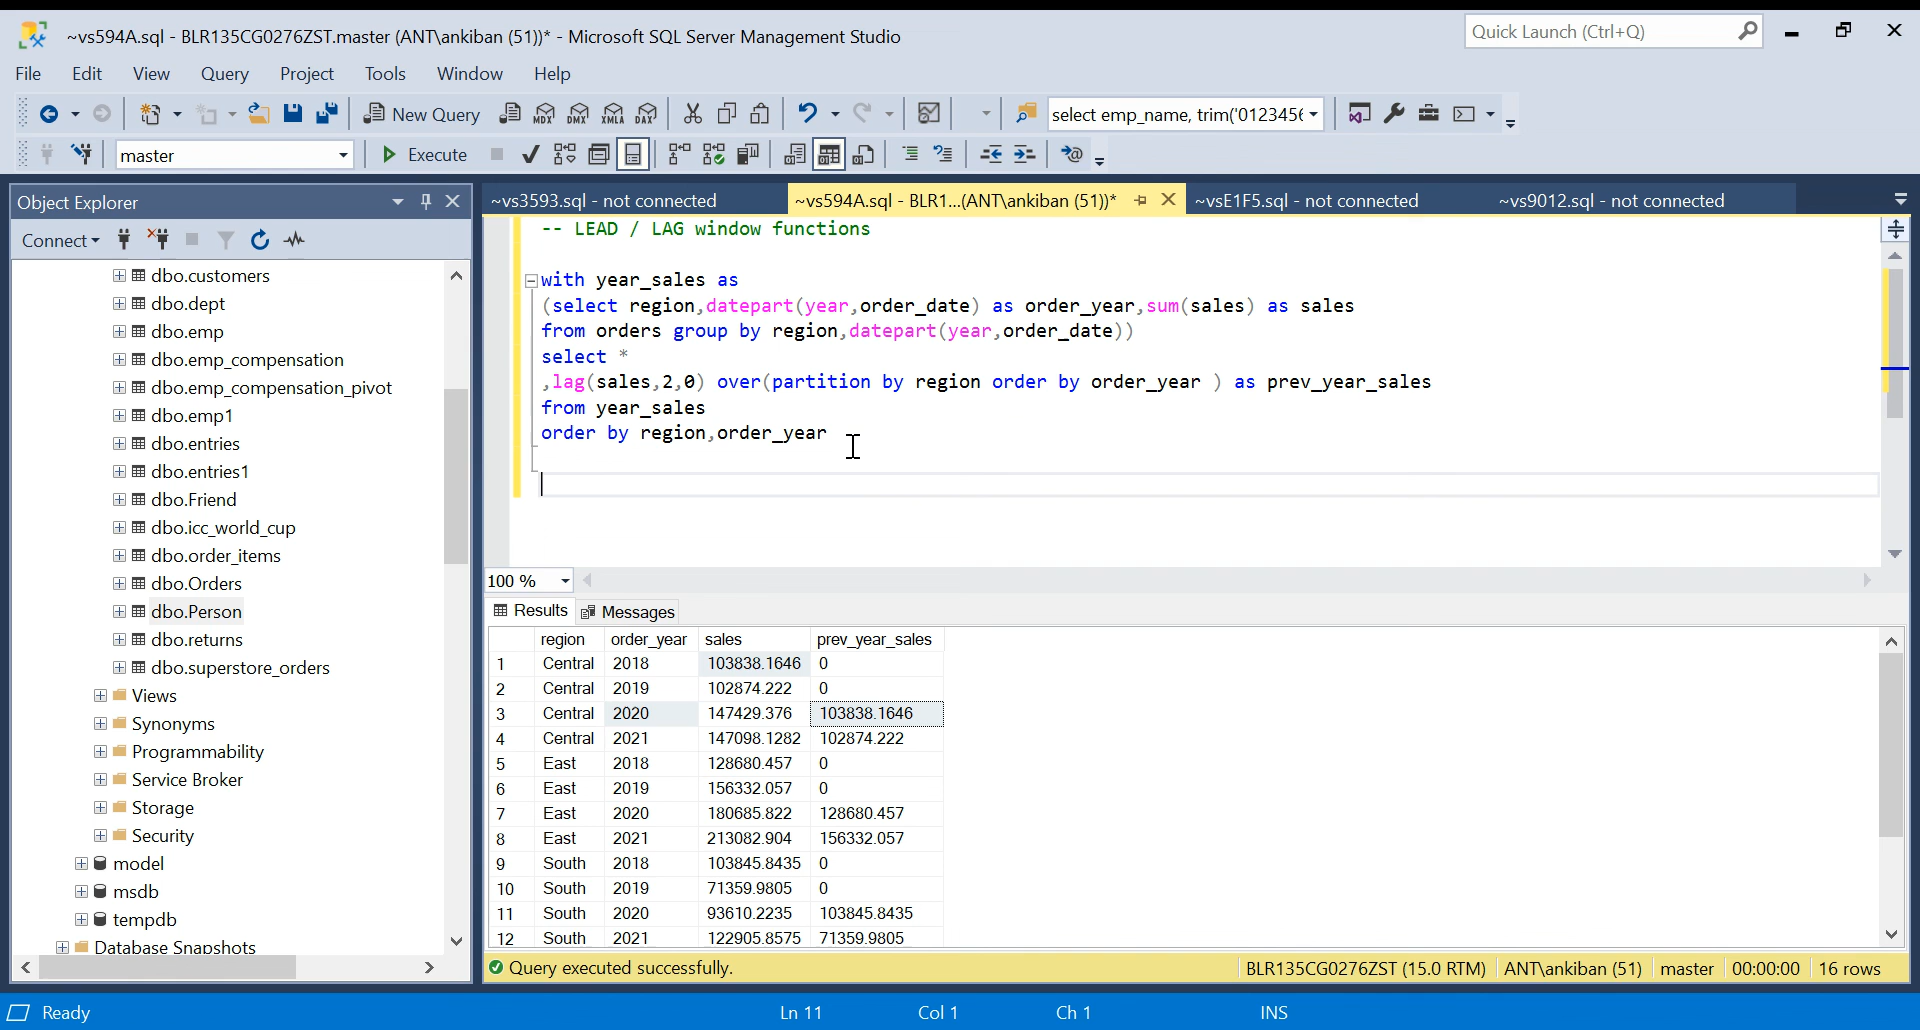 ~vs594A.sql - BLR135CG0276ZST.master (ANT\ankiban (51))* - Microsoft SQL Server Management Studio
Quick Launch (Ctrl+Q)
File Edit View Query Project Tools Window Help
New Query MDX DMX XMLA DAX select emp_name, trim('012345
master Execute
Object Explorer
~vs3593.sql - not connected ~vs594A.sql - BLR1...(ANT\ankiban (51))* ~vsE1F5.sql - not connected ~vs9012.sql - not connected
Connect
dbo.customers
dbo.dept
dbo.emp
dbo.emp_compensation
dbo.emp_compensation_pivot
dbo.emp1
dbo.entries
dbo.entries1
dbo.Friend
dbo.icc_world_cup
dbo.order_items
dbo.Orders
dbo.Person
dbo.returns
dbo.superstore_orders
Views
Synonyms
Programmability
Service Broker
Storage
Security
model
msdb
tempdb
Database Snapshots
-- LEAD / LAG window functions
with year_sales as
(select region,datepart(year,order_date) as order_year,sum(sales) as sales
from orders group by region,datepart(year,order_date))
select *
,lag(sales,2,0) over(partition by region order by order_year ) as prev_year_sales
from year_sales
order by region,order_year
100 %
Results Messages
region order_year sales prev_year_sales
1 Central 2018 103838.1646 0
2 Central 2019 102874.222 0
3 Central 2020 147429.376 103838.1646
4 Central 2021 147098.1282 102874.222
5 East 2018 128680.457 0
6 East 2019 156332.057 0
7 East 2020 180685.822 128680.457
8 East 2021 213082.904 156332.057
9 South 2018 103845.8435 0
10 South 2019 71359.9805 0
11 South 2020 93610.2235 103845.8435
12 South 2021 122905.8575 71359.9805
Query executed successfully. BLR135CG0276ZST (15.0 RTM) ANT\ankiban (51) master 00:00:00 16 rows
Ready Ln 11 Col 1 Ch 1 INS